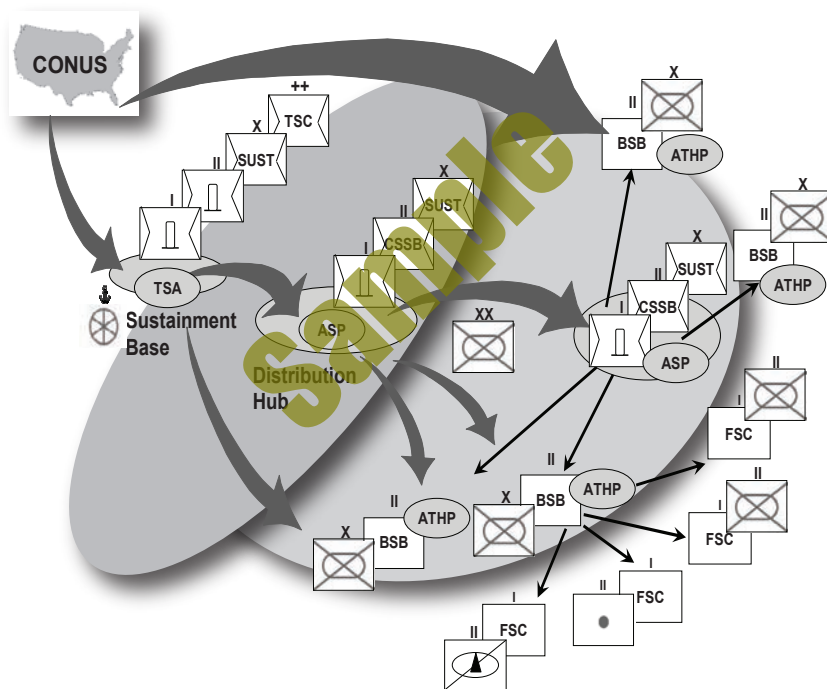 CONUS
++
TSC
X
SUST
II
I
TSA
Sustainment
Base
X
SUST
II
CSSB
I
ASP
Distribution
Hub
Sample
XX
X
II
BSB
ATHP
X
II
BSB
ATHP
X
SUST
II
CSSB
I
ASP
II
I
FSC
II
I
FSC
II
ATHP
X
BSB
II
ATHP
X
BSB
I
FSC
II
I
FSC
II